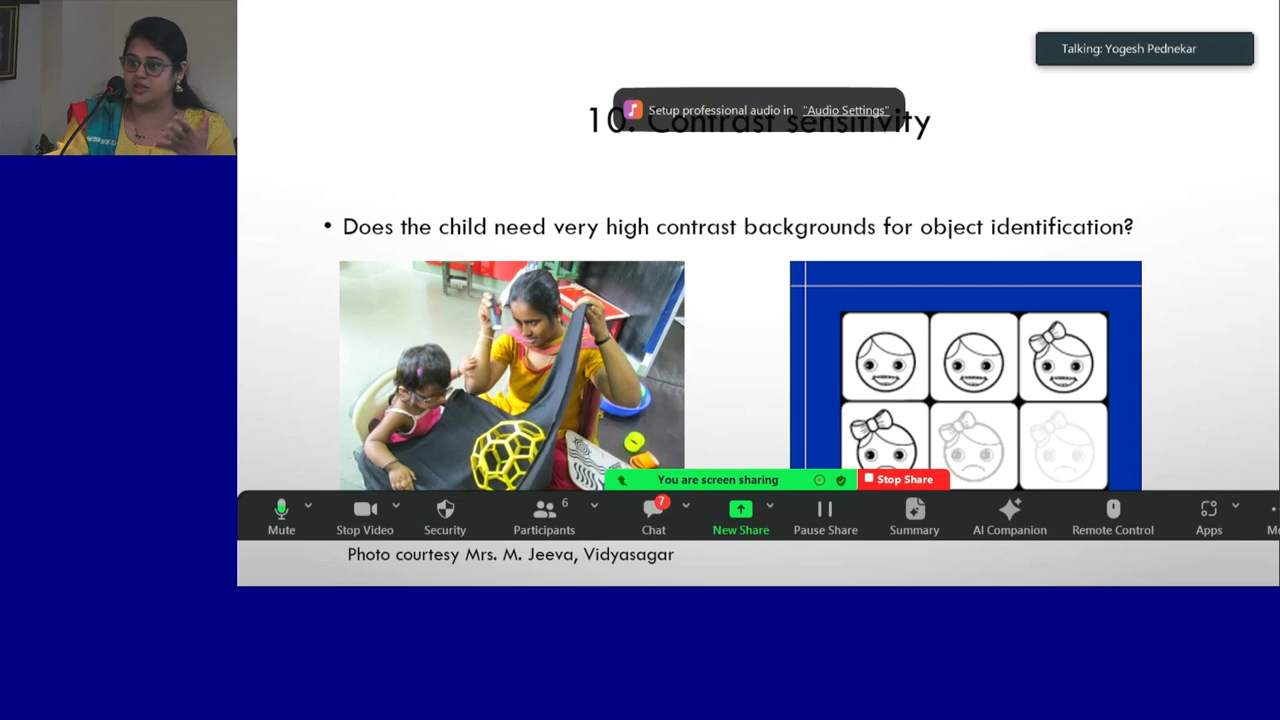 Talking: Yogesh Pednekar
Setup professional audio in "Audio Settings"
10. Contrast sensitivity
• Does the child need very high contrast backgrounds for object identification?
You are screen sharing
Stop Share
6
7
Mute
Stop Video
Security
Participants
Chat
New Share
Pause Share
Summary
AI Companion
Remote Control
Apps
Photo courtesy Mrs. M. Jeeva, Vidyasagar